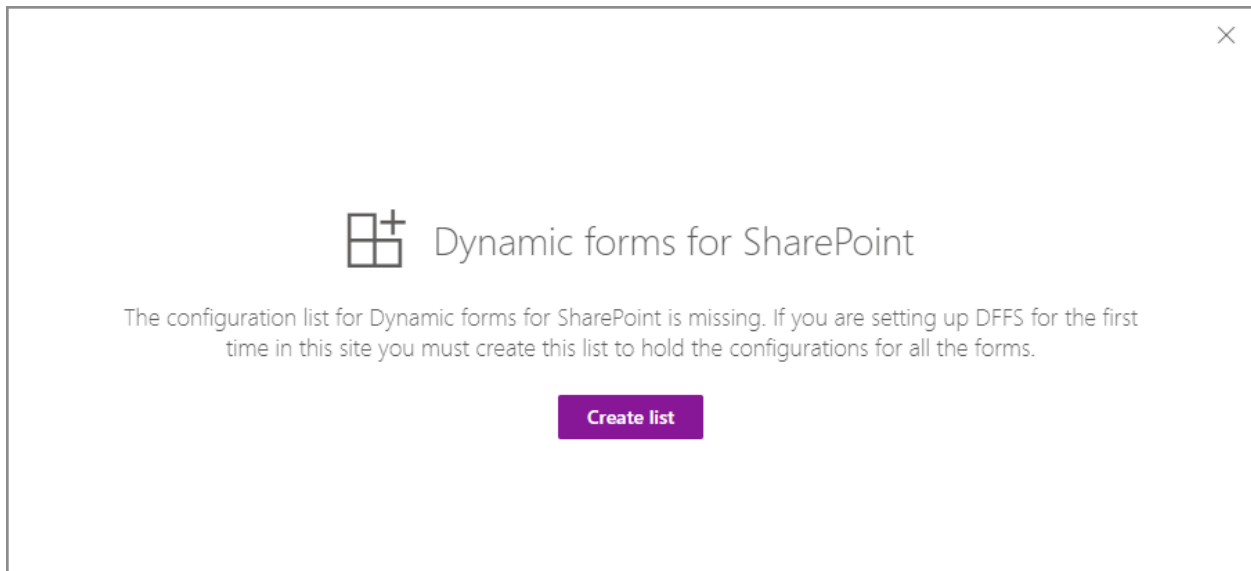 Dynamic forms for SharePoint
The configuration list for Dynamic forms for SharePoint is missing. If you are setting up DFFS for the first
time in this site you must create this list to hold the configurations for all the forms.
Create list